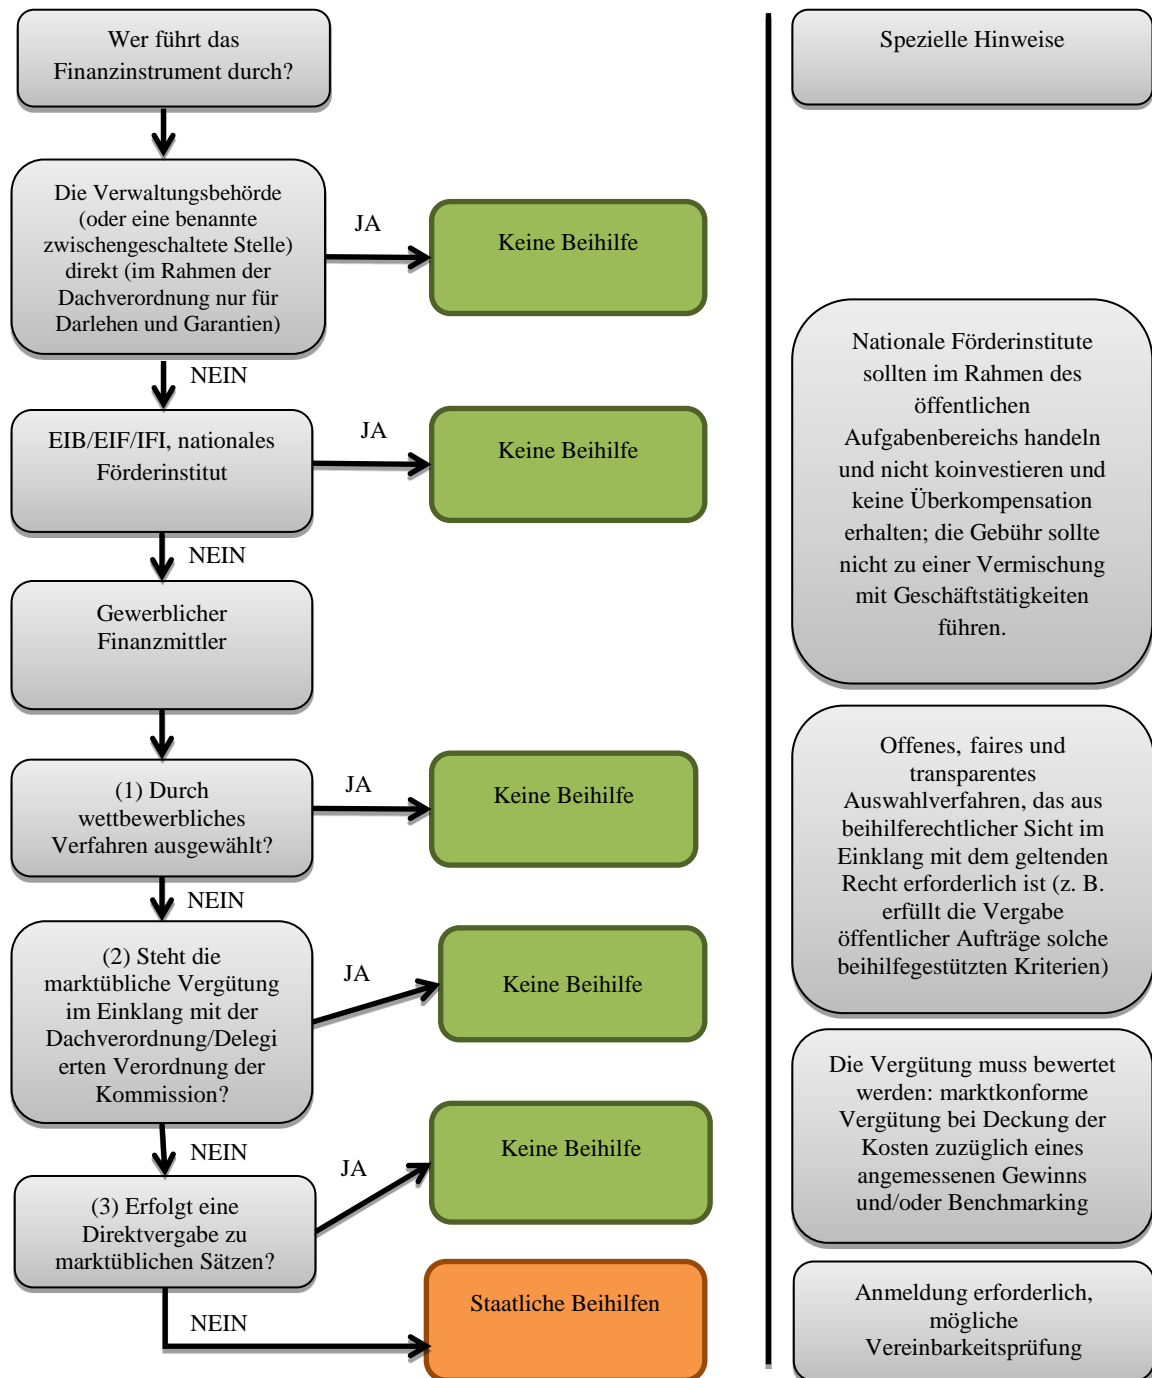 Wer führt das
Finanzinstrument durch?
Die Verwaltungsbehörde
(oder eine benannte
zwischengeschaltete Stelle)
direkt (im Rahmen der
Dachverordnung nur für
Darlehen und Garantien)
JA
Keine Beihilfe
NEIN
EIB/EIF/IFI, nationales
Förderinstitut
JA
Keine Beihilfe
NEIN
Gewerblicher
Finanzmittler
(1) Durch
wettbewerbliches
Verfahren ausgewählt?
JA
Keine Beihilfe
NEIN
(2) Steht die
marktübliche Vergütung
im Einklang mit der
Dachverordnung/Delegi
erten Verordnung der
Kommission?
JA
Keine Beihilfe
NEIN
(3) Erfolgt eine
Direktvergabe zu
marktüblichen Sätzen?
JA
Keine Beihilfe
NEIN
Staatliche Beihilfen
Spezielle Hinweise
Nationale Förderinstitute
sollten im Rahmen des
öffentlichen
Aufgabenbereichs handeln
und nicht koinvestieren und
keine Überkompensation
erhalten; die Gebühr sollte
nicht zu einer Vermischung
mit Geschäftstätigkeiten
führen.
Offenes, faires und
transparentes
Auswahlverfahren, das aus
beihilferechtlicher Sicht im
Einklang mit dem geltenden
Recht erforderlich ist (z. B.
erfüllt die Vergabe
öffentlicher Aufträge solche
beihilfegestützten Kriterien)
Die Vergütung muss bewertet
werden: marktkonforme
Vergütung bei Deckung der
Kosten zuzüglich eines
angemessenen Gewinns
und/oder Benchmarking
Anmeldung erforderlich,
mögliche
Vereinbarkeitsprüfung